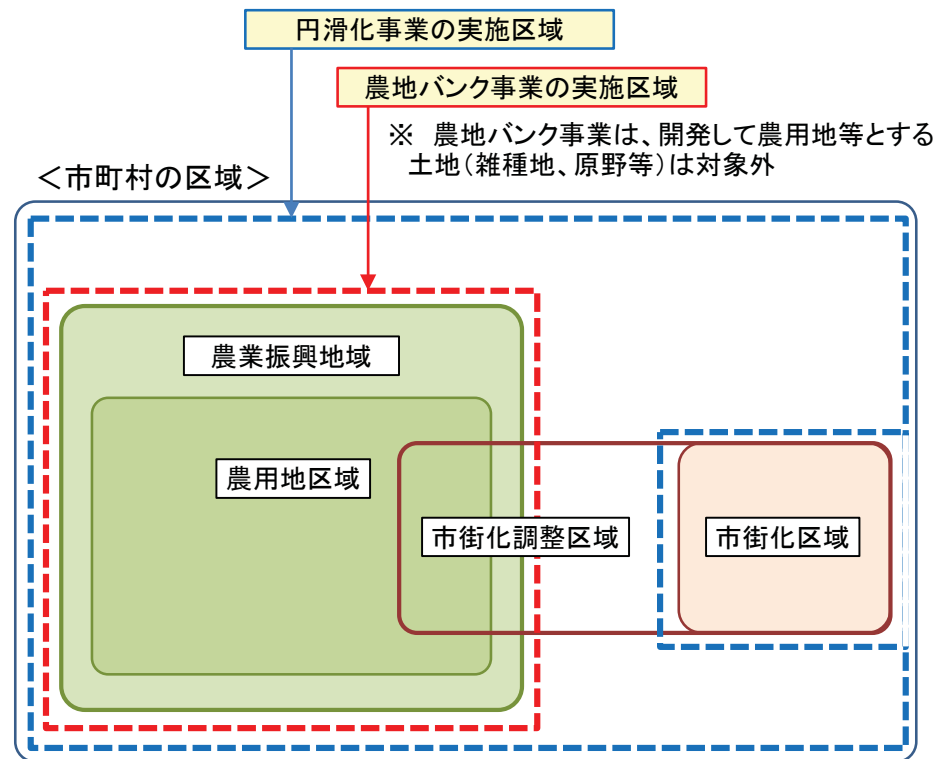 円滑化事業の実施区域
農地バンク事業の実施区域
※　農地バンク事業は、開発して農用地等とする
土地（雑種地、原野等）は対象外
＜市町村の区域＞
農業振興地域
農用地区域
市街化調整区域
市街化区域